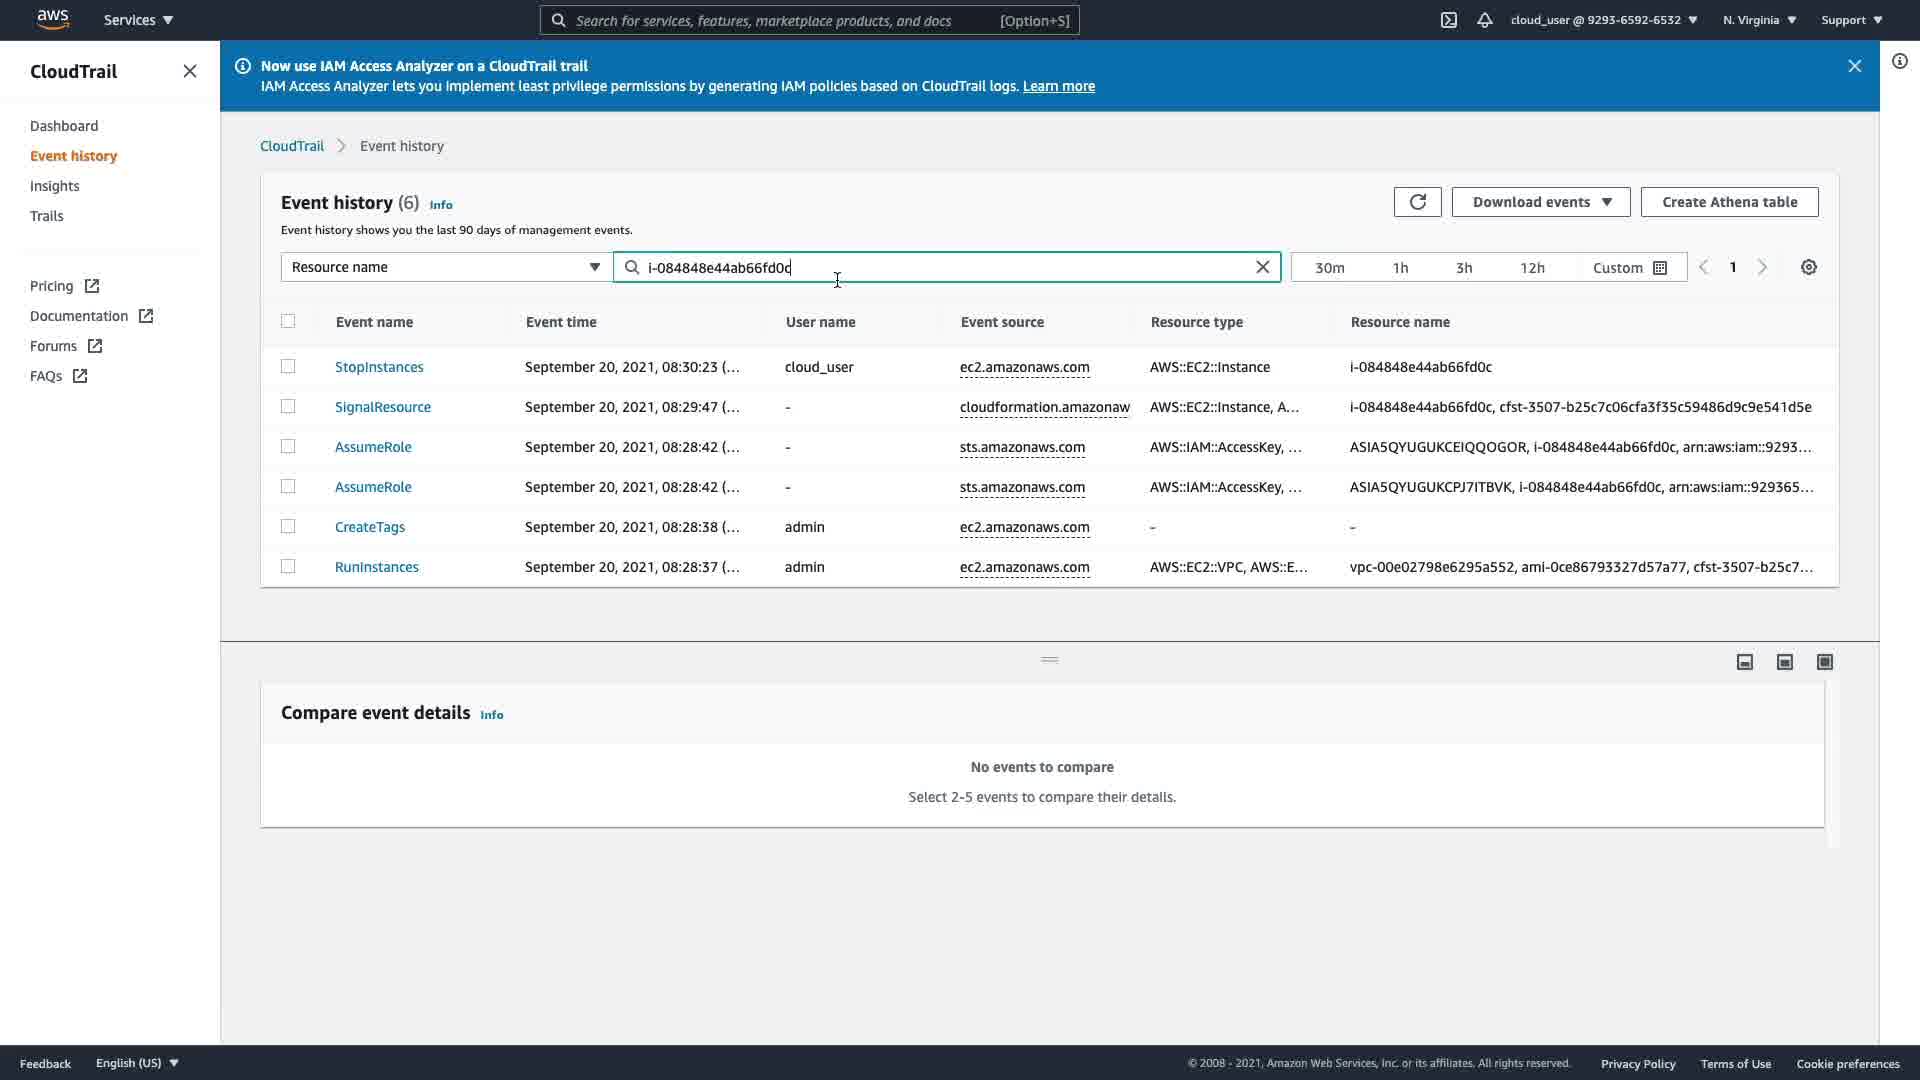 aws
Services ▼
Search for services, features, marketplace products, and docs [Option+S]
cloud_user @ 9293-6592-6532 ▼
N. Virginia ▼
Support ▼
CloudTrail
Dashboard
Event history
Insights
Trails
Pricing
Documentation
Forums
FAQs
Now use IAM Access Analyzer on a CloudTrail trail
IAM Access Analyzer lets you implement least privilege permissions by generating IAM policies based on CloudTrail logs. Learn more
CloudTrail > Event history
Event history (6) Info
Event history shows you the last 90 days of management events.
Download events ▼
Create Athena table
Resource name ▼
i-084848e44ab66fd0c
30m 1h 3h 12h Custom
< 1 >
Event name Event time User name Event source Resource type Resource name
StopInstances September 20, 2021, 08:30:23 (... cloud_user ec2.amazonaws.com AWS::EC2::Instance i-084848e44ab66fd0c
SignalResource September 20, 2021, 08:29:47 (... - cloudformation.amazonaw AWS::EC2::Instance, A... i-084848e44ab66fd0c, cfst-3507-b25c7c06cfa3f35c59486d9c9e541d5e
AssumeRole September 20, 2021, 08:28:42 (... - sts.amazonaws.com AWS::IAM::AccessKey, ... ASIA5QYUGUKCEIQQOGOR, i-084848e44ab66fd0c, arn:aws:iam::9293...
AssumeRole September 20, 2021, 08:28:42 (... - sts.amazonaws.com AWS::IAM::AccessKey, ... ASIA5QYUGUKCPJ7ITBVK, i-084848e44ab66fd0c, arn:aws:iam::929365...
CreateTags September 20, 2021, 08:28:38 (... admin ec2.amazonaws.com - -
RunInstances September 20, 2021, 08:28:37 (... admin ec2.amazonaws.com AWS::EC2::VPC, AWS::E... vpc-00e02798e6295a552, ami-0ce86793327d57a77, cfst-3507-b25c7...
Compare event details Info
No events to compare
Select 2-5 events to compare their details.
Feedback
English (US) ▼
© 2008 - 2021, Amazon Web Services, Inc. or its affiliates. All rights reserved.
Privacy Policy
Terms of Use
Cookie preferences